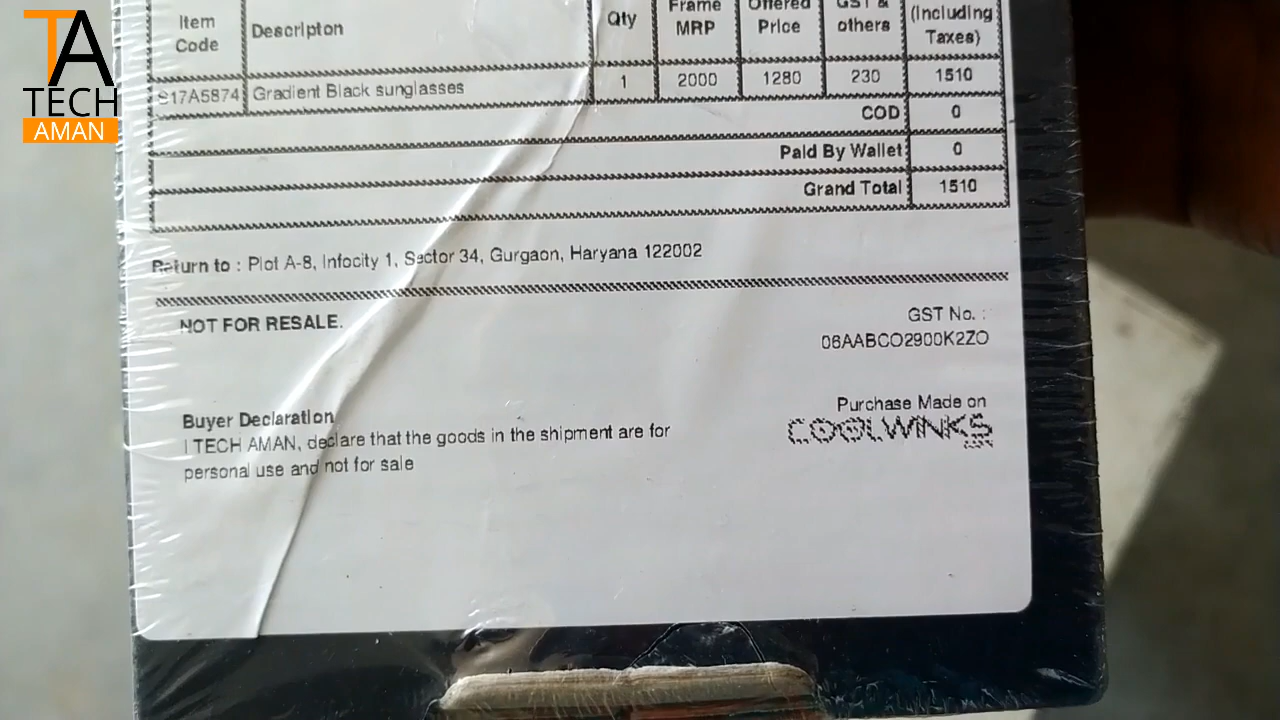 TA
TECH
AMAN
Item Code
Descripton
Qty
Frame MRP
Offered Price
GST & others
(Including Taxes)
S17A5874
Gradient Black sunglasses
1
2000
1280
230
1510
COD
0
Paid By Wallet
0
Grand Total
1510
Return to : Plot A-8, Infocity 1, Sector 34, Gurgaon, Haryana 122002
NOT FOR RESALE.
GST No. :
06AABCO2900K2ZO
Buyer Declaration
I TECH AMAN, declare that the goods in the shipment are for
personal use and not for sale
Purchase Made on
COOLWINKS